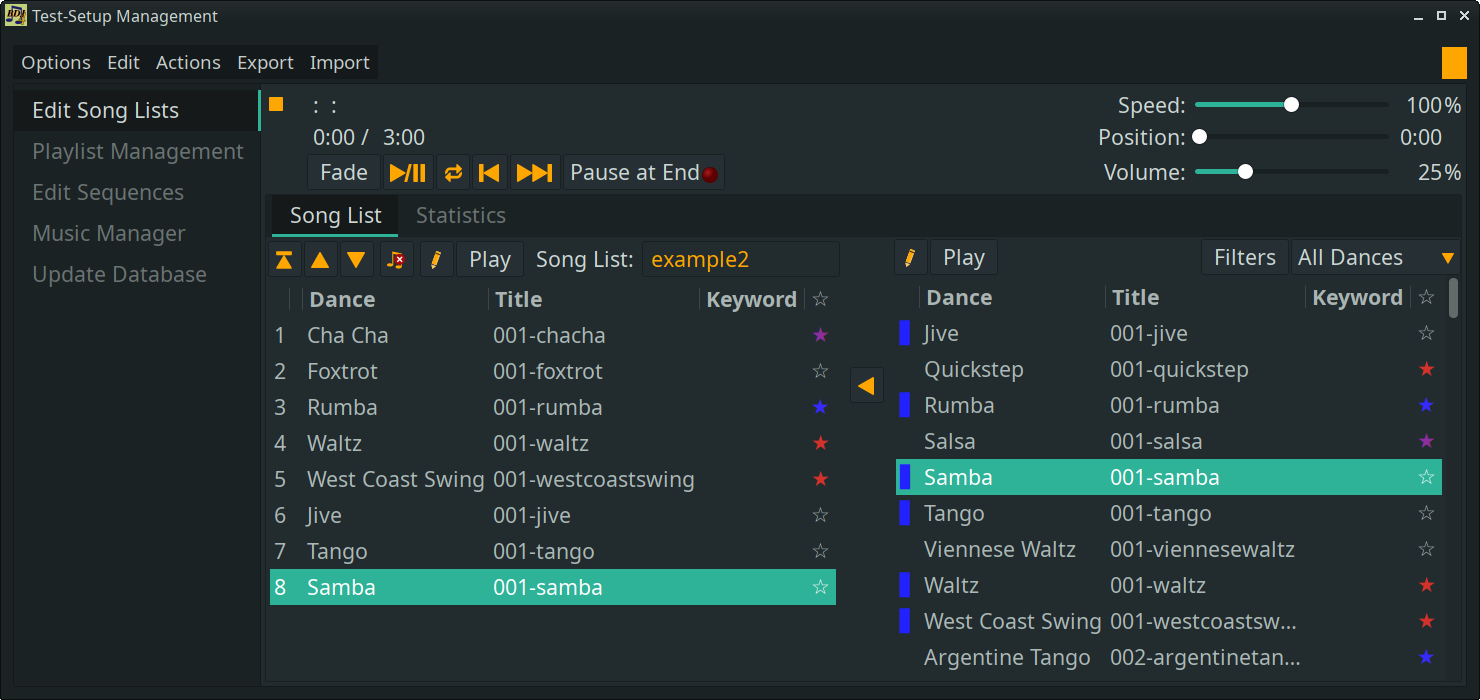 Test-Setup Management
Options Edit Actions Export Import
Edit Song Lists
Playlist Management
Edit Sequences
Music Manager
Update Database
: :
0:00 / 3:00
Fade
Pause at End
Speed: 100%
Position: 0:00
Volume: 25%
Song List Statistics
Play Song List: example2
Dance Title Keyword ☆
1 Cha Cha 001-chacha ★
2 Foxtrot 001-foxtrot ☆
3 Rumba 001-rumba ★
4 Waltz 001-waltz ★
5 West Coast Swing 001-westcoastswing ★
6 Jive 001-jive ☆
7 Tango 001-tango ☆
8 Samba 001-samba ☆
Play Filters All Dances
Dance Title Keyword ☆
Jive 001-jive ☆
Quickstep 001-quickstep ★
Rumba 001-rumba ★
Salsa 001-salsa ★
Samba 001-samba ☆
Tango 001-tango ☆
Viennese Waltz 001-viennesewaltz ☆
Waltz 001-waltz ★
West Coast Swing 001-westcoastsw... ★
Argentine Tango 002-argentinetan... ★